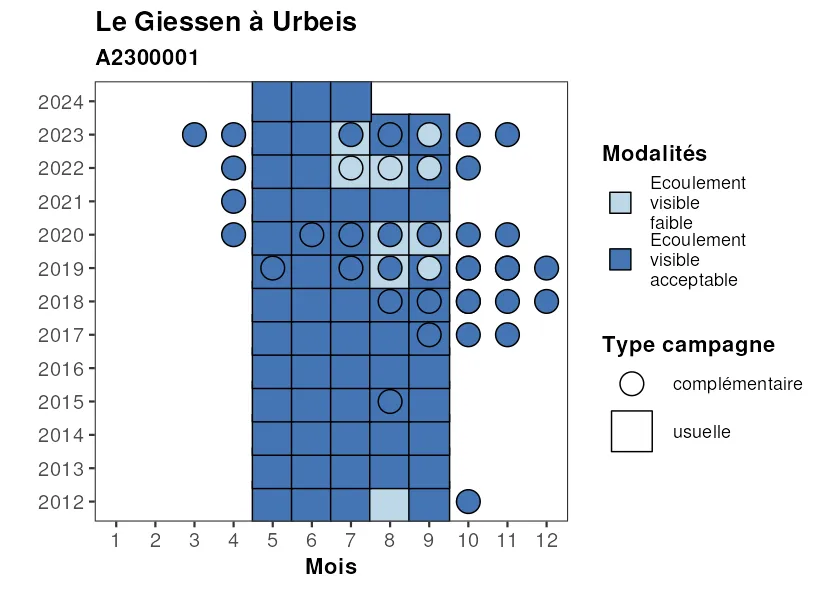 Le Giessen à Urbeis
A2300001
2024
2023
2022
2021
2020
2019
2018
2017
2016
2015
2014
2013
2012
1 2 3 4 5 6 7 8 9 10 11 12
Mois
Modalités
Ecoulement
visible
faible
Ecoulement
visible
acceptable
Type campagne
complémentaire
usuelle